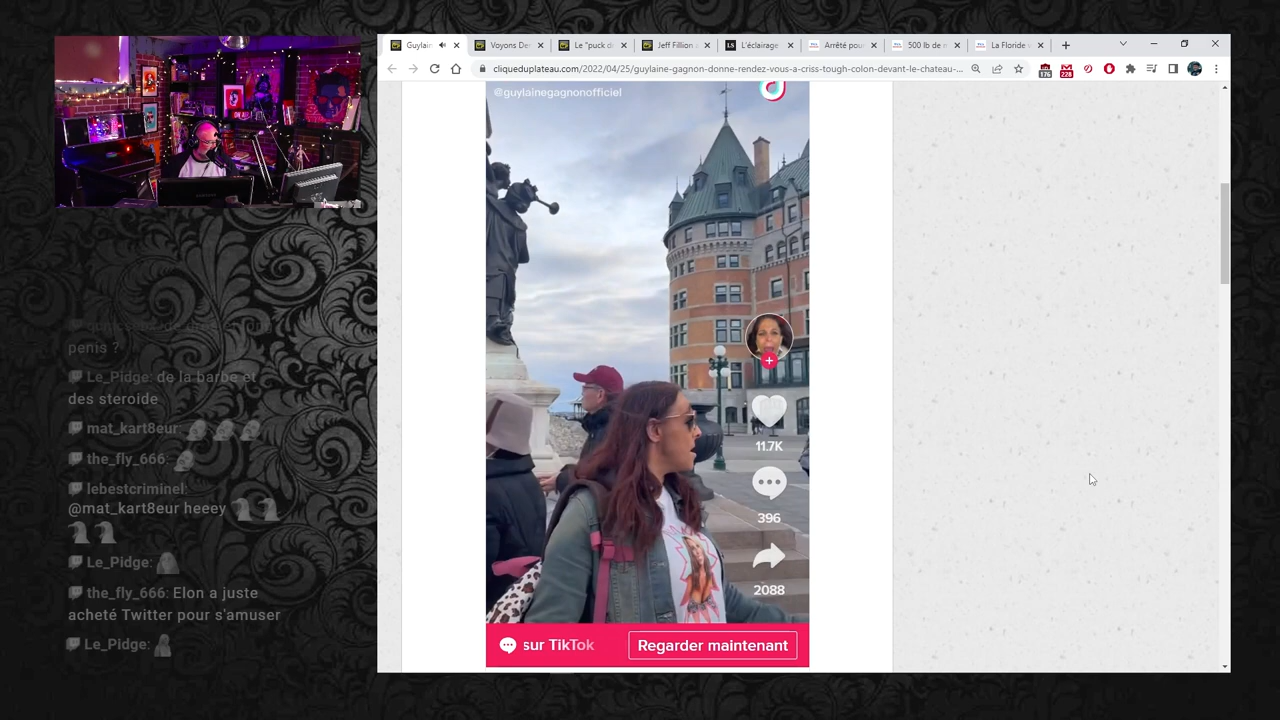 Guylain
Voyons De
Le "puck d
Jeff Fillion
L'éclairage
Arrêté pou
500 lb de m
La Floride v
cliqueduplateau.com/2022/04/25/guylaine-gagnon-donne-rendez-vous-a-criss-tough-colon-devant-le-chateau-...
176
228
@guylainegagnonofficiel
11.7K
396
2088
sur TikTok
Regarder maintenant
penis ?
Le_Pidge: de la barbe et
des steroide
mat_kart8eur:
the_fly_666:
lebestcriminel:
@mat_kart8eur heeey
Le_Pidge:
the_fly_666: Elon a juste
acheté Twitter pour s'amuser
Le_Pidge: